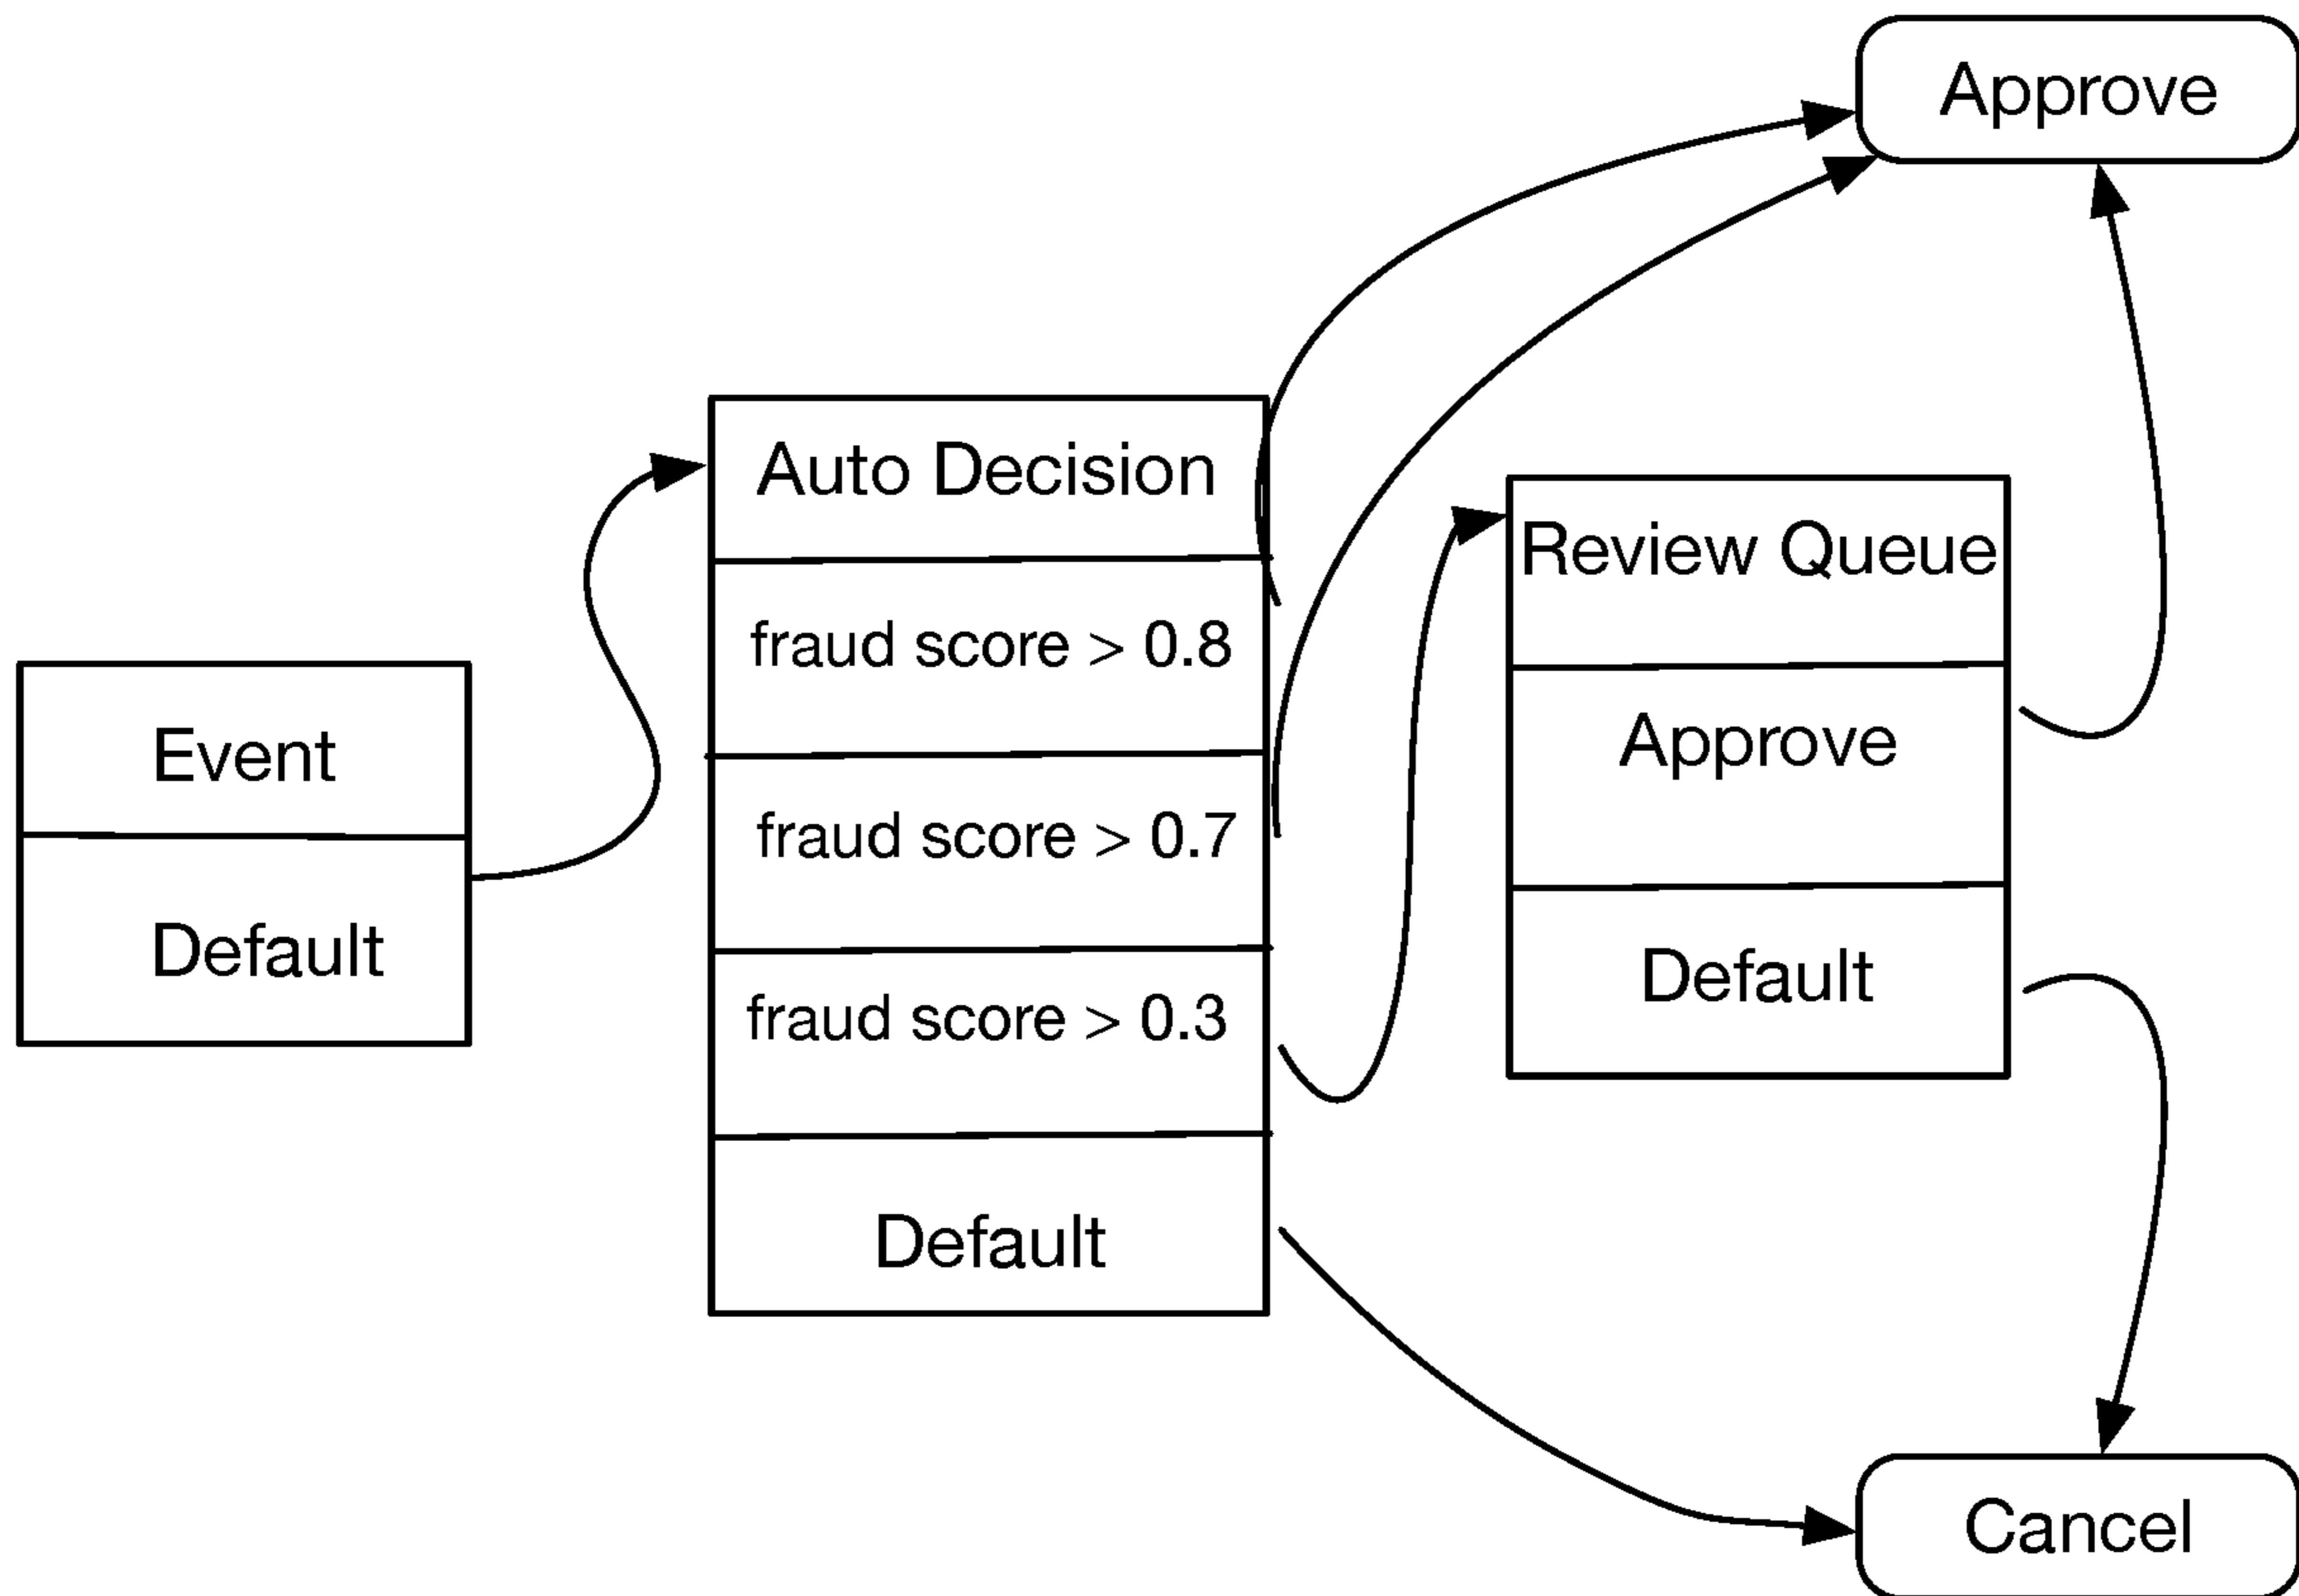 Approve
Auto Decision
fraud score > 0.8
fraud score > 0.7
fraud score > 0.3
Default
Event
Default
Review Queue
Approve
Default
Cancel